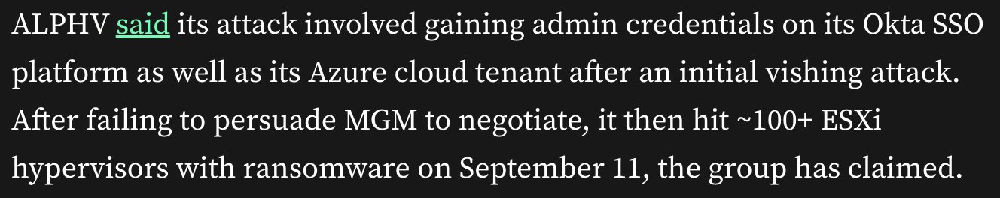 ALPHV said its attack involved gaining admin credentials on its Okta SSO
platform as well as its Azure cloud tenant after an initial vishing attack.
After failing to persuade MGM to negotiate, it then hit ~100+ ESXi
hypervisors with ransomware on September 11, the group has claimed.